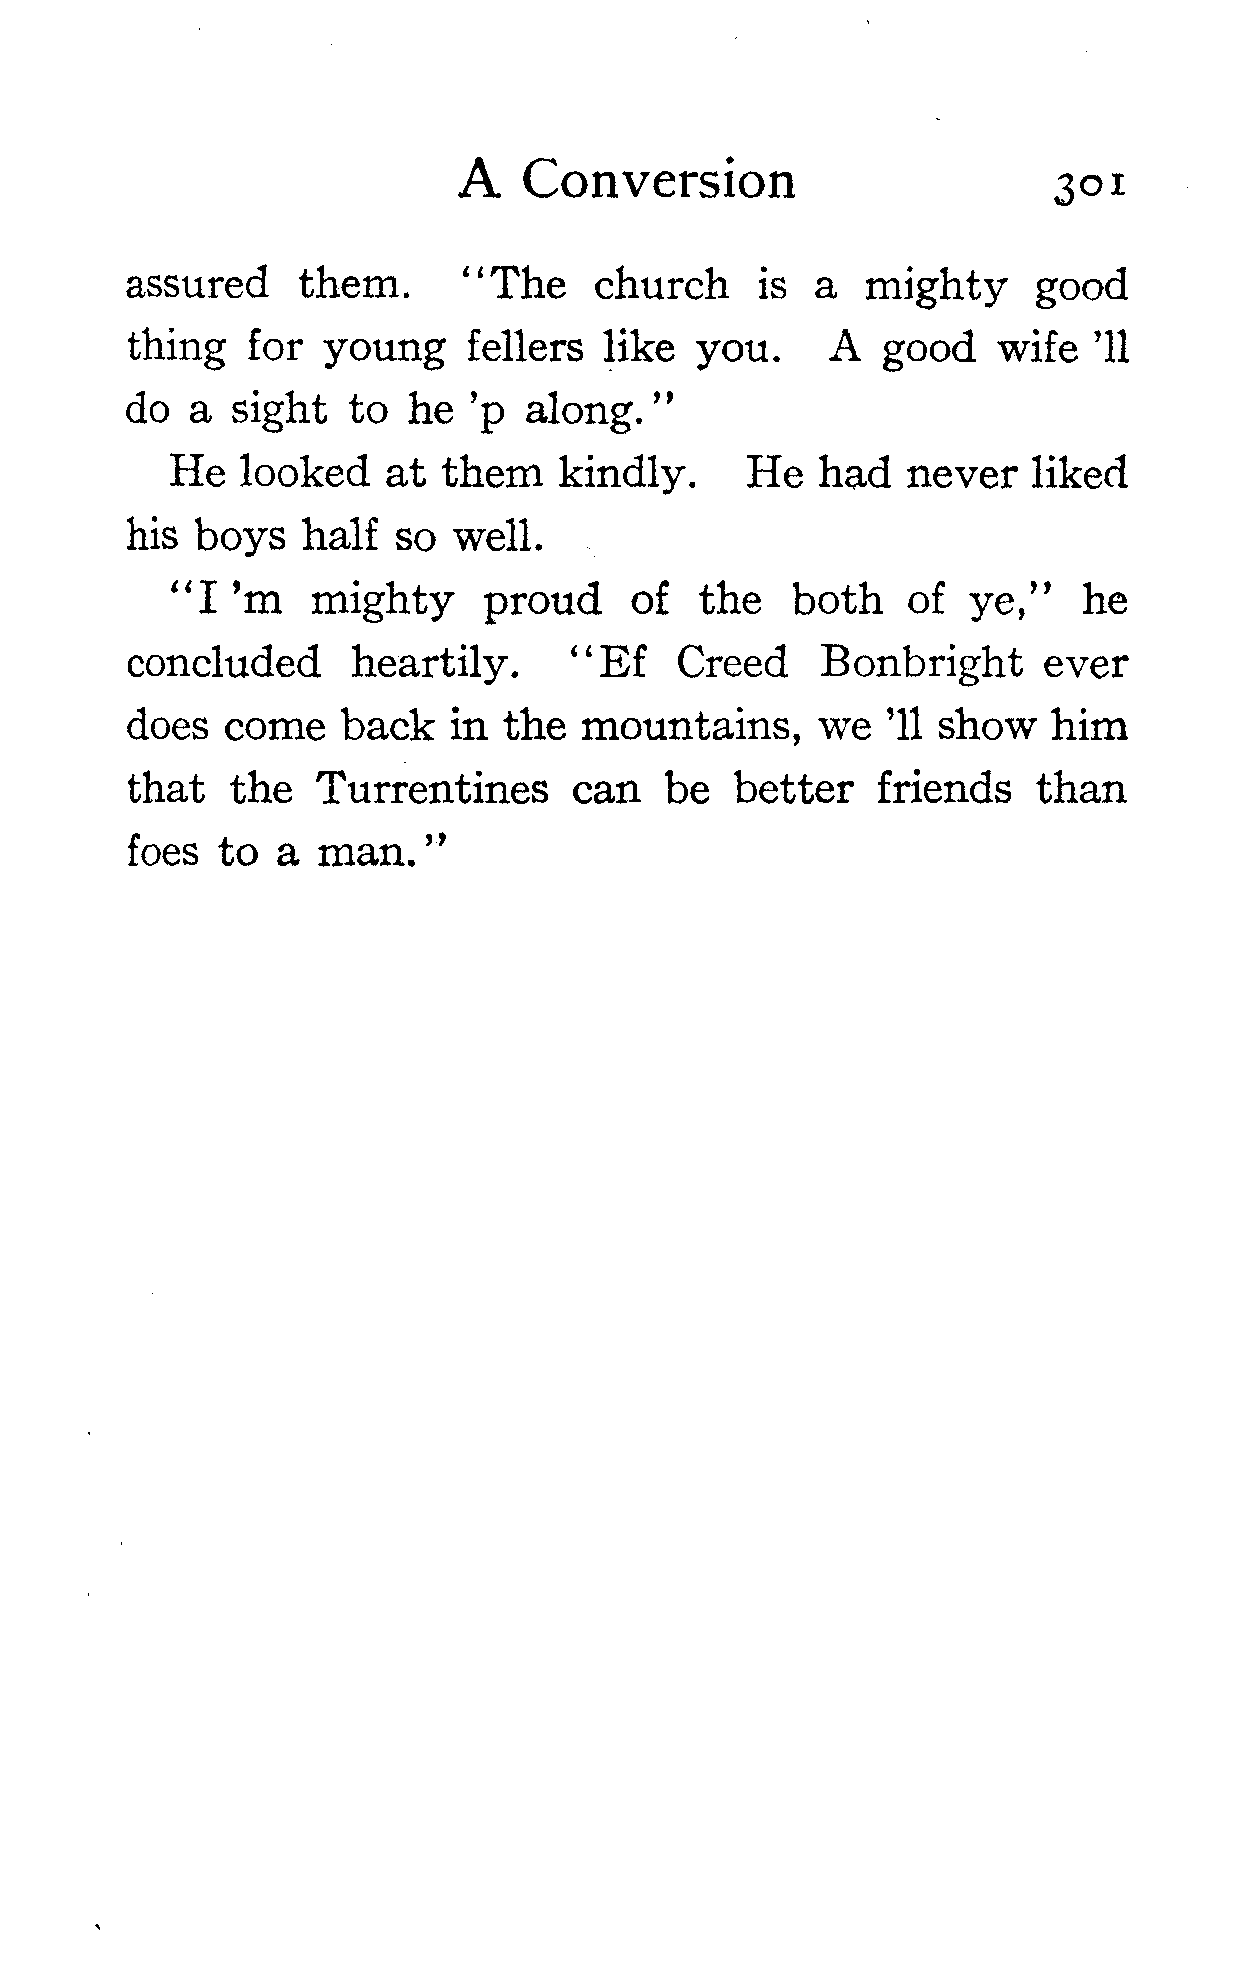 A Conversion 301
assured them. "The church is a mighty good
thing for young fellers like you. A good wife 'll
do a sight to he 'p along."
He looked at them kindly. He had never liked
his boys half so well.
"I 'm mighty proud of the both of ye," he
concluded heartily. "Ef Creed Bonbright ever
does come back in the mountains, we 'll show him
that the Turrentines can be better friends than
foes to a man."